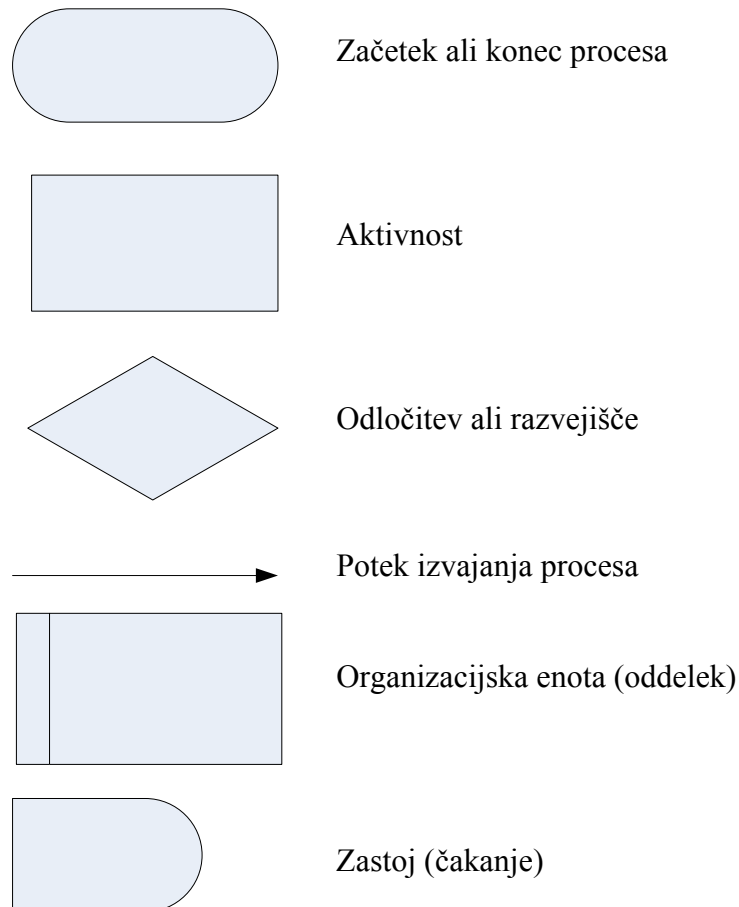 Začetek ali konec procesa
Aktivnost
Odločitev ali razvejišče
Potek izvajanja procesa
Organizacijska enota (oddelek)
Zastoj (čakanje)